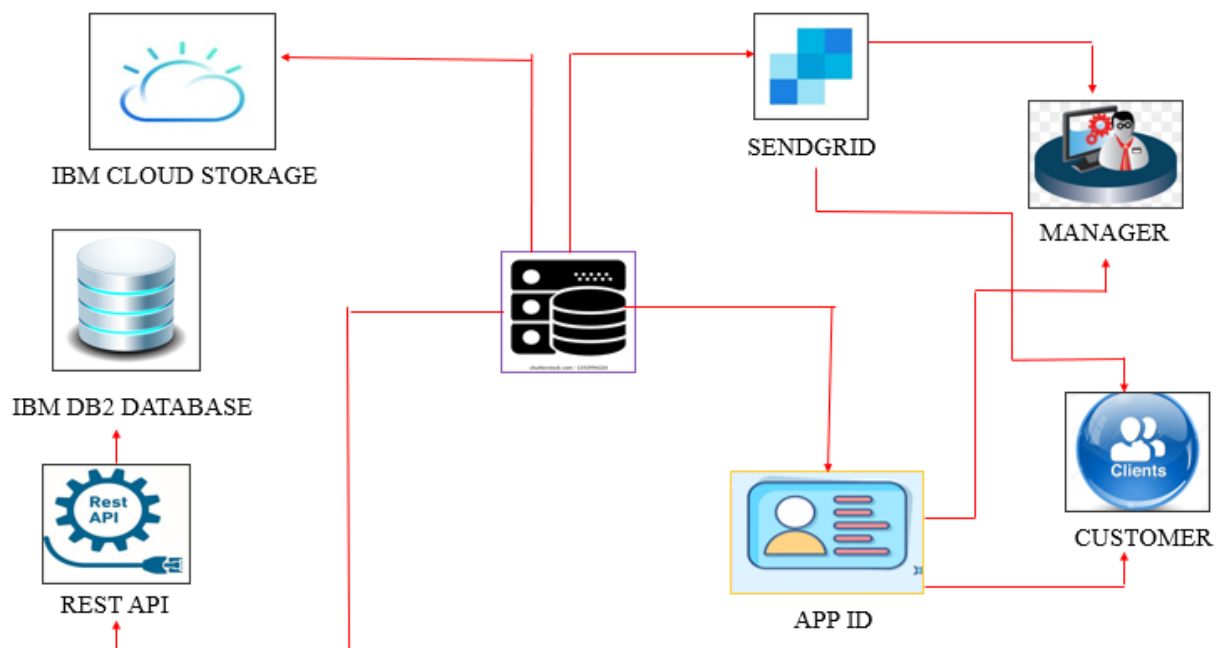 IBM CLOUD STORAGE
SENDGRID
MANAGER
IBM DB2 DATABASE
Clients
CUSTOMER
Rest
API
REST API
APP ID